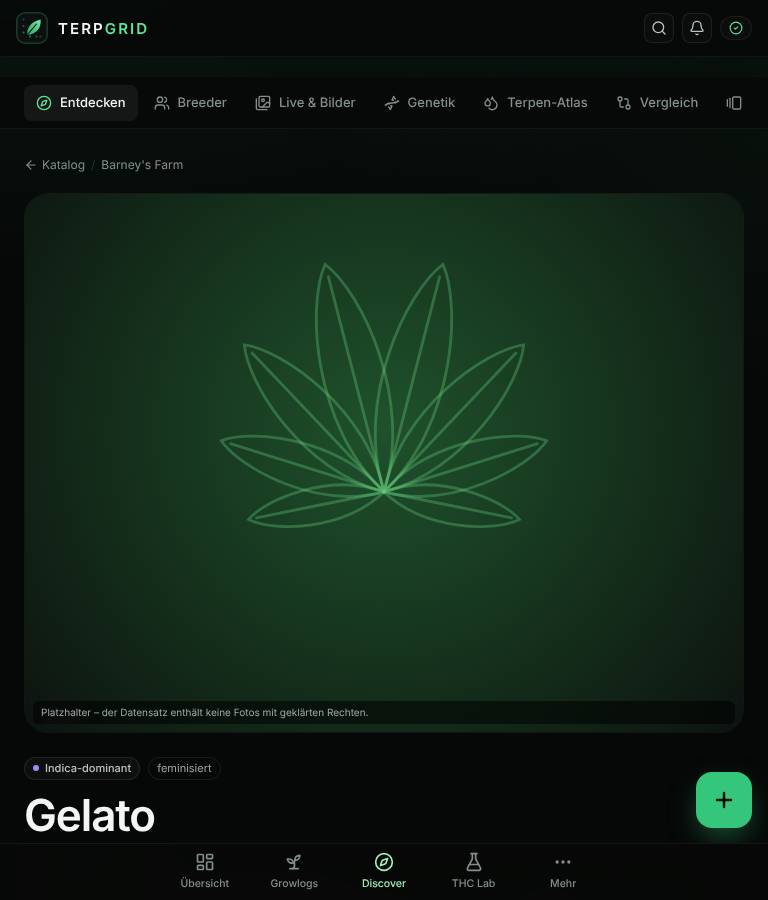 TERPGRID
Entdecken Breeder Live & Bilder Genetik Terpen-Atlas Vergleich
Katalog / Barney's Farm
Platzhalter – der Datensatz enthält keine Fotos mit geklärten Rechten.
Indica-dominant feminisiert
Gelato
Übersicht Growlogs Discover THC Lab Mehr